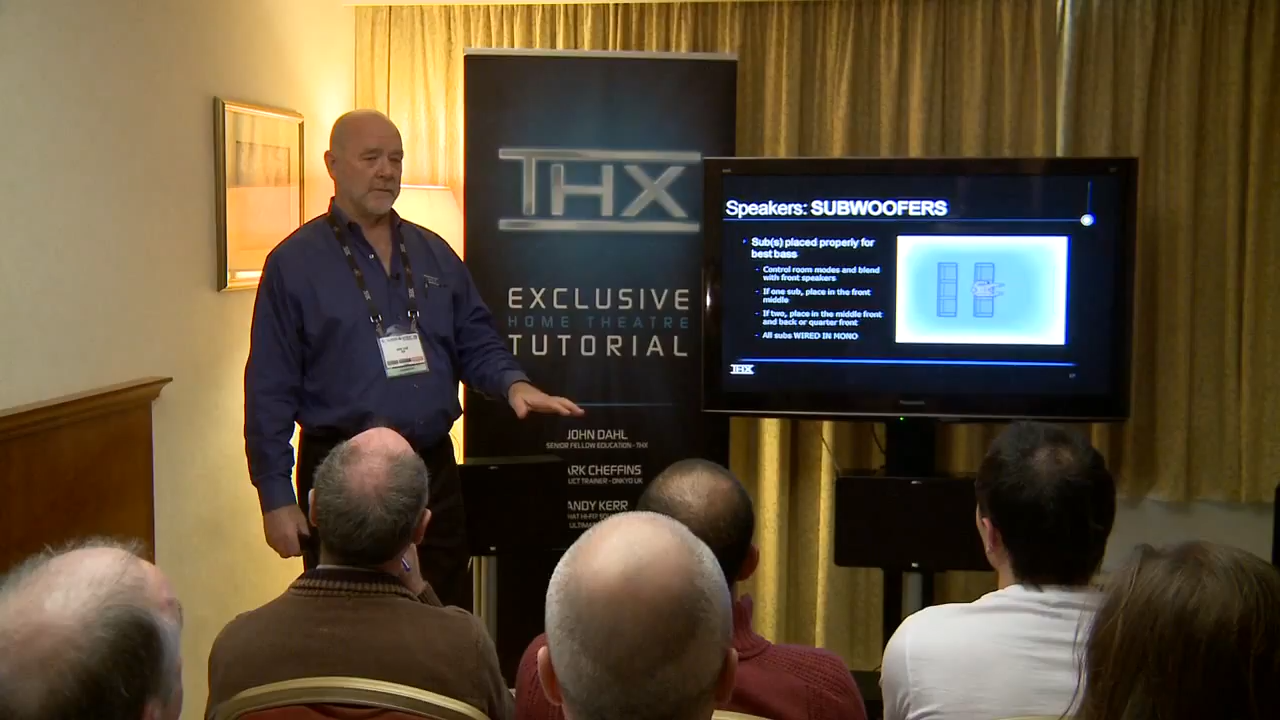 THX
EXCLUSIVE
HOME THEATRE
TUTORIAL
JOHN DAHL
SENIOR FELLOW EDUCATION - THX
ARK CHEFFINS
UCT TRAINER - ONKYO UK
ANDY KERR
Speakers: SUBWOOFERS
• Sub(s) placed properly for
best bass
- Control room modes and blend
with front speakers
- If one sub, place in the front
middle
- If two, place in the middle front
and back or quarter front
- All subs WIRED IN MONO
THX
Panasonic